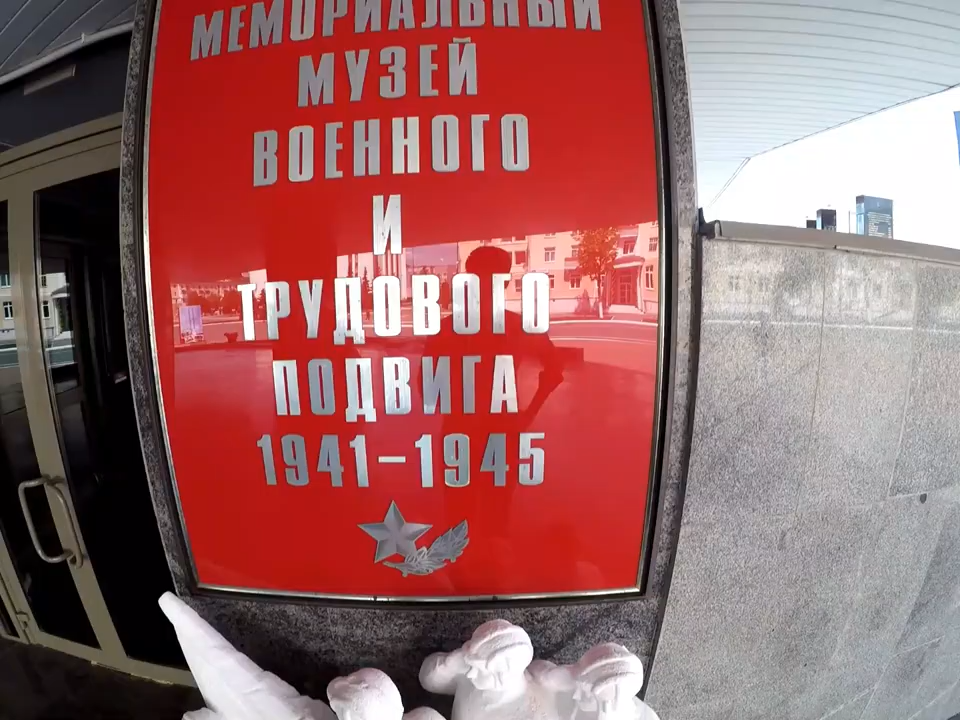 МЕМОРИАЛЬНЫЙ
МУЗЕЙ
ВОЕННОГО
И
ТРУДОВОГО
ПОДВИГА
1941–1945